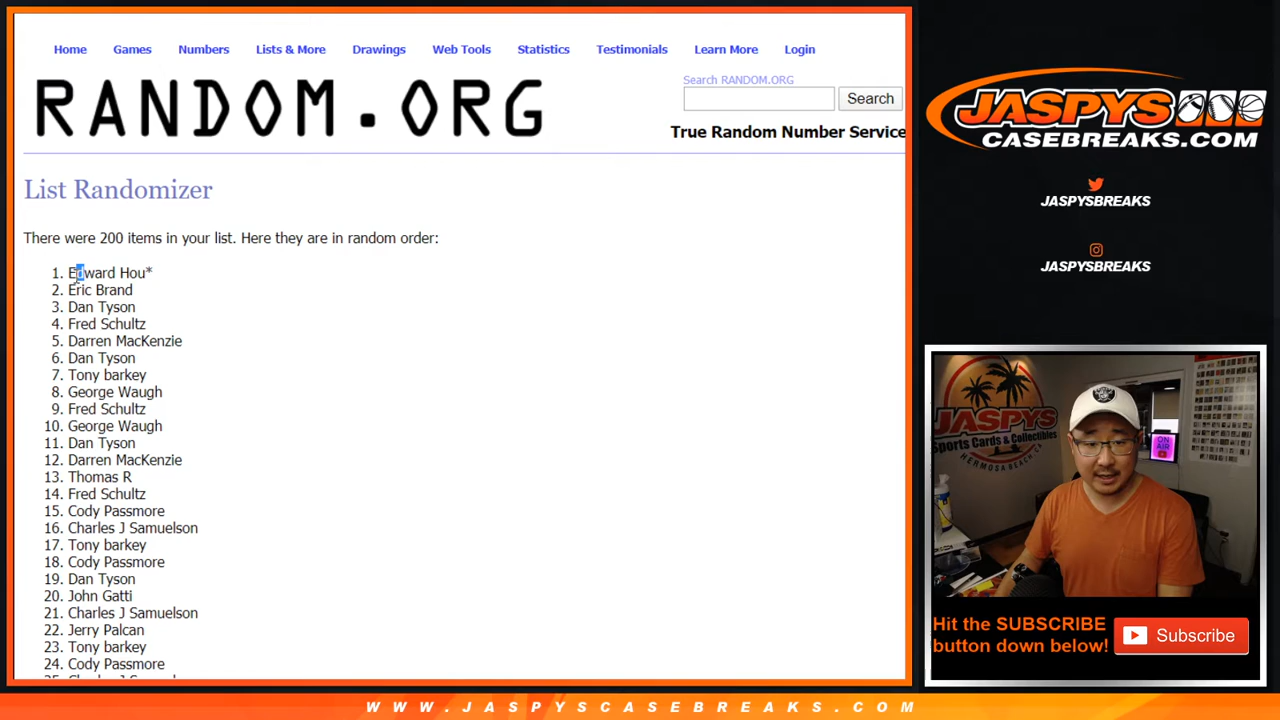 Home Games Numbers Lists & More Drawings Web Tools Statistics Testimonials Learn More Login
RANDOM.ORG
Search RANDOM.ORG
Search
True Random Number Service
List Randomizer
There were 200 items in your list. Here they are in random order:
1. Edward Hou*
2. Eric Brand
3. Dan Tyson
4. Fred Schultz
5. Darren MacKenzie
6. Dan Tyson
7. Tony barkey
8. George Waugh
9. Fred Schultz
10. George Waugh
11. Dan Tyson
12. Darren MacKenzie
13. Thomas R
14. Fred Schultz
15. Cody Passmore
16. Charles J Samuelson
17. Tony barkey
18. Cody Passmore
19. Dan Tyson
20. John Gatti
21. Charles J Samuelson
22. Jerry Palcan
23. Tony barkey
24. Cody Passmore
JASPYS
CASEBREAKS.COM
JASPYSBREAKS
JASPYSBREAKS
JASPYS
Sports Cards & Collectibles
HERMOSA BEACH, CA
ON AIR
Hit the SUBSCRIBE
button down below!
Subscribe
WWW.JASPYSCASEBREAKS.COM